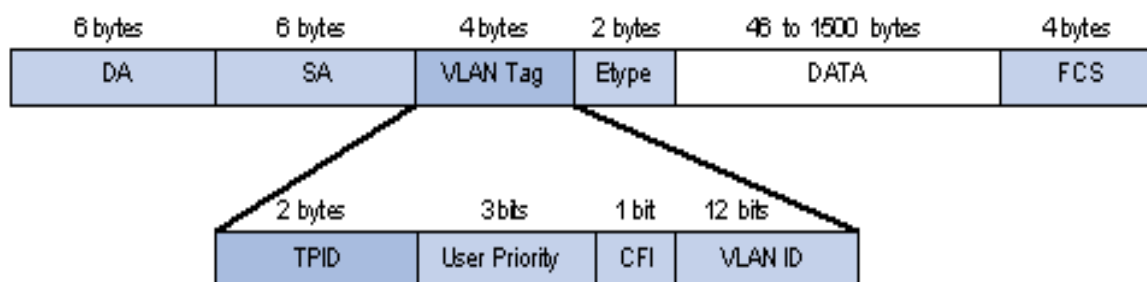 6 bytes 6 bytes 4 bytes 2 bytes 46 to 1500 bytes 4 bytes
DA SA VLAN Tag Etype DATA FCS
2 bytes 3 bits 1 bit 12 bits
TPID User Priority CFI VLAN ID